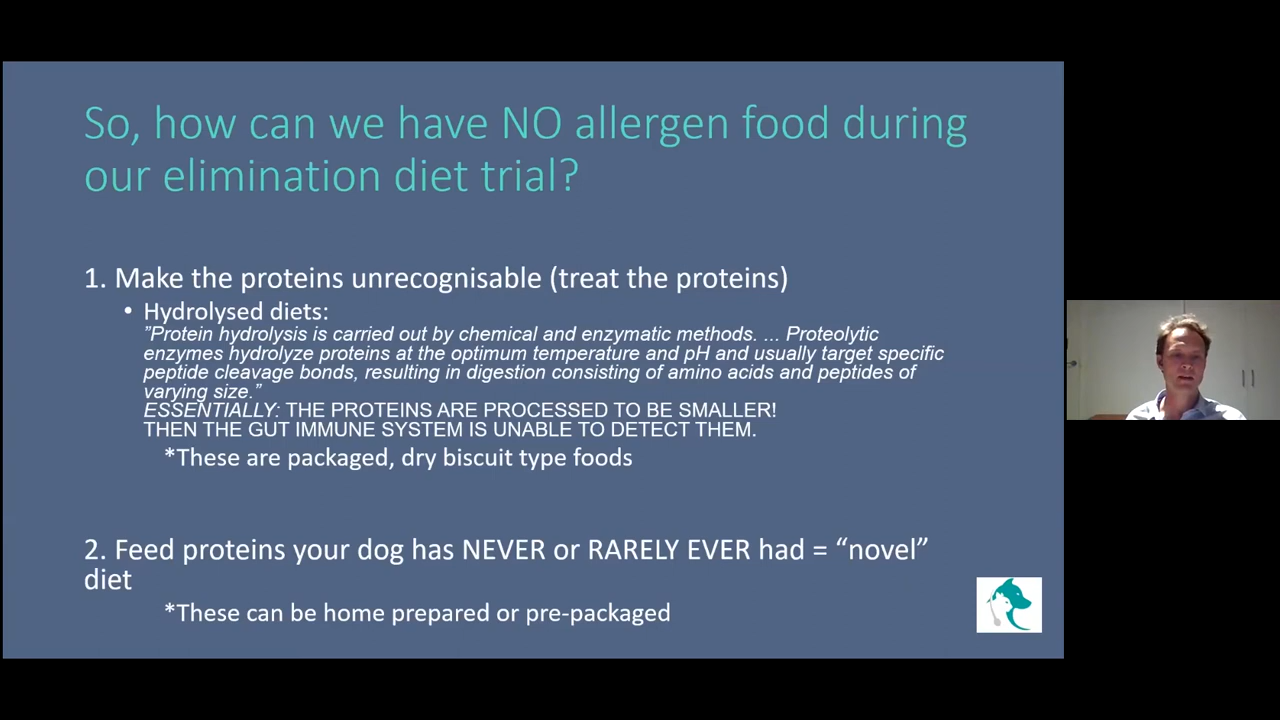 So, how can we have NO allergen food during
our elimination diet trial?
1. Make the proteins unrecognisable (treat the proteins)
• Hydrolysed diets:
”Protein hydrolysis is carried out by chemical and enzymatic methods. ... Proteolytic
enzymes hydrolyze proteins at the optimum temperature and pH and usually target specific
peptide cleavage bonds, resulting in digestion consisting of amino acids and peptides of
varying size.”
ESSENTIALLY: THE PROTEINS ARE PROCESSED TO BE SMALLER!
THEN THE GUT IMMUNE SYSTEM IS UNABLE TO DETECT THEM.
*These are packaged, dry biscuit type foods
2. Feed proteins your dog has NEVER or RARELY EVER had = “novel”
diet
*These can be home prepared or pre-packaged